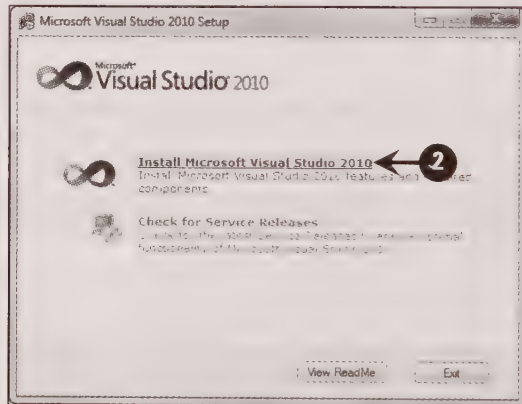 Microsoft Visual Studio 2010 Setup
Microsoft
Visual Studio 2010
Install Microsoft Visual Studio 2010
2
Install Microsoft Visual Studio 2010 features and
components.
Check for Service Releases
View ReadMe
Exit